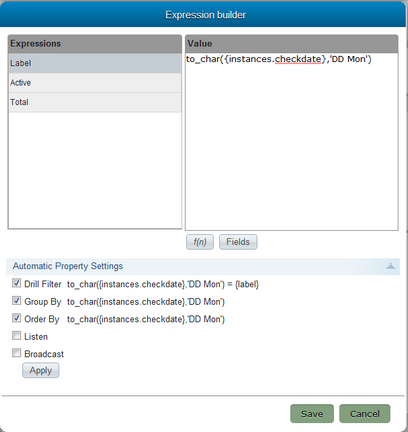 Expression builder
Expressions
Value
Label
to_char({instances.checkdate},'DD Mon')
Active
Total
f(n)
Fields
Automatic Property Settings
Drill Filter to_char({instances.checkdate},'DD Mon') = {label}
Group By to_char({instances.checkdate},'DD Mon')
Order By to_char({instances.checkdate},'DD Mon')
Listen
Broadcast
Apply
Save
Cancel